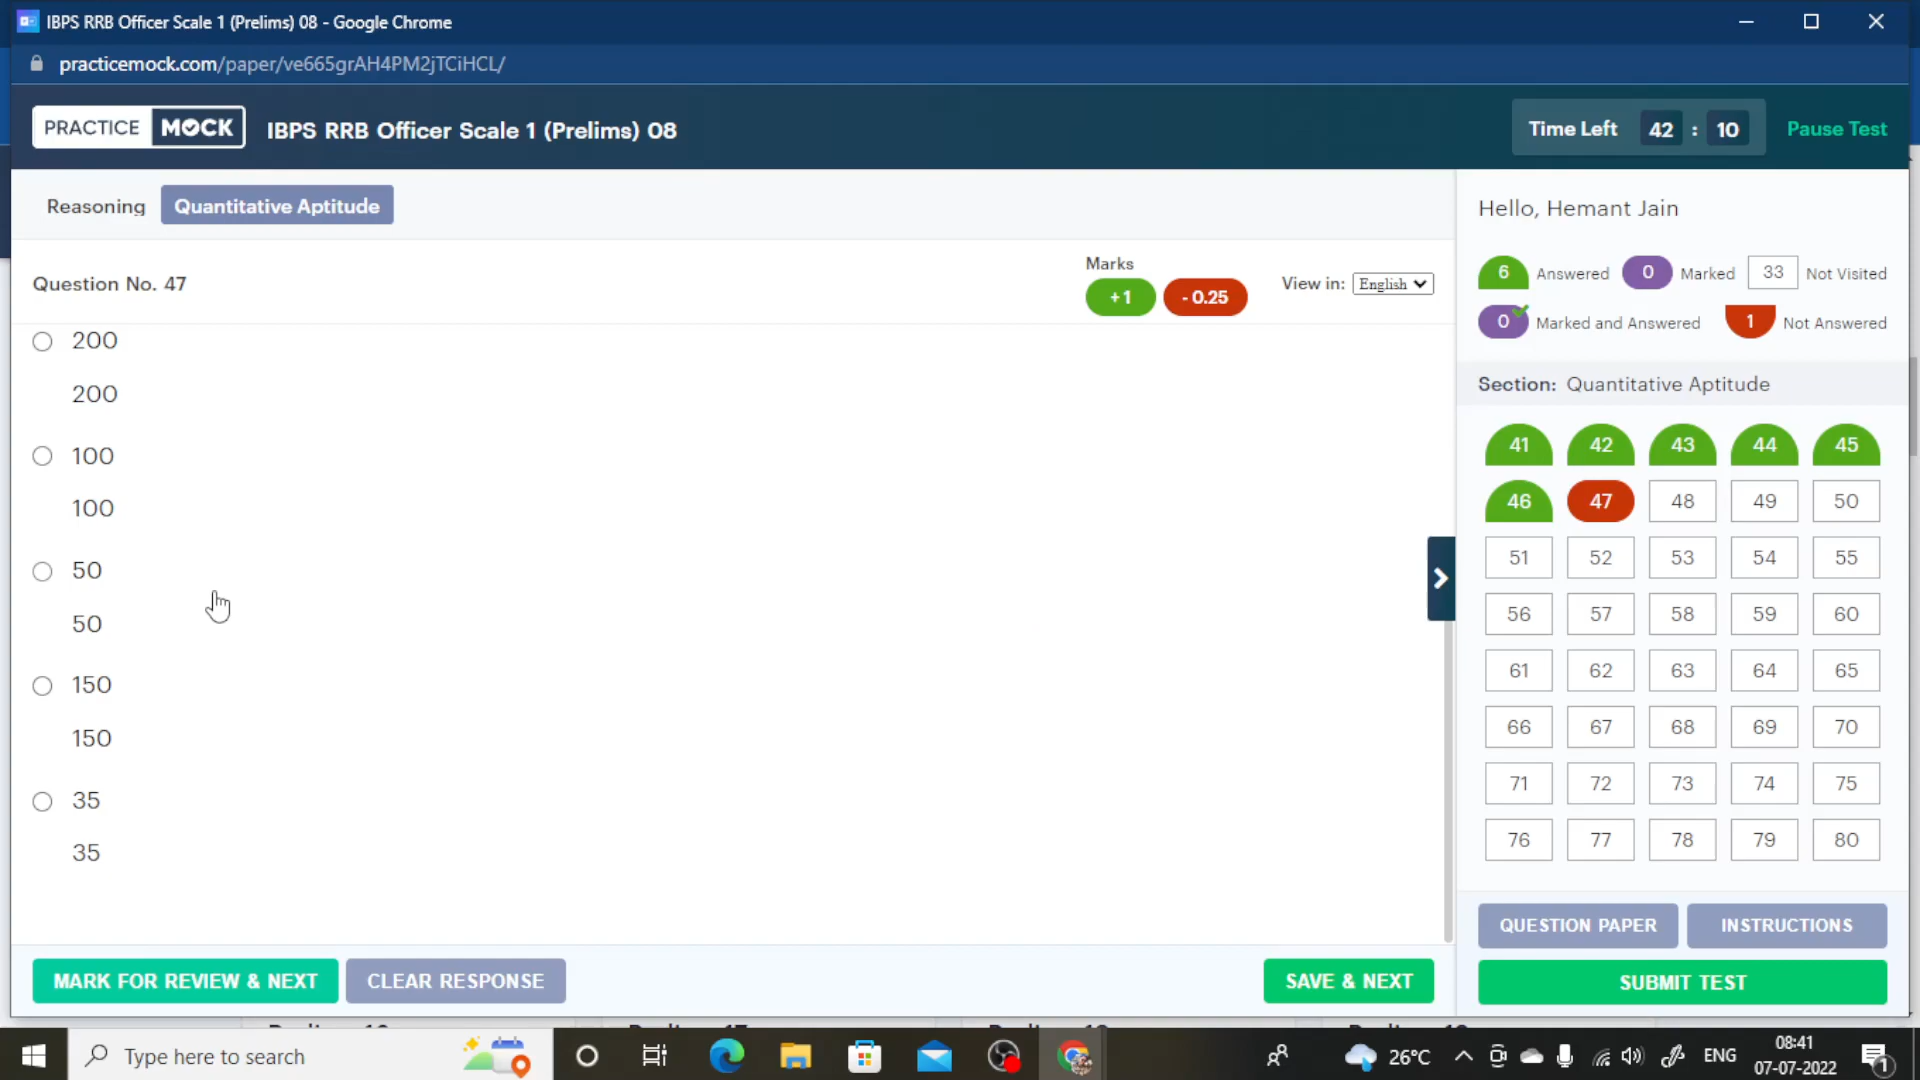 IBPS RRB Officer Scale 1 (Prelims) 08 - Google Chrome
practicemock.com/paper/ve665grAH4PM2jTCiHCL/
PRACTICE MOCK IBPS RRB Officer Scale 1 (Prelims) 08 Time Left 42 : 10 Pause Test
Reasoning Quantitative Aptitude
Question No. 47 Marks +1 - 0.25 View in: English
200
200
100
100
50
50
150
150
35
35
MARK FOR REVIEW & NEXT CLEAR RESPONSE SAVE & NEXT
Hello, Hemant Jain
6 Answered 0 Marked 33 Not Visited
0 Marked and Answered 1 Not Answered
Section: Quantitative Aptitude
41 42 43 44 45
46 47 48 49 50
51 52 53 54 55
56 57 58 59 60
61 62 63 64 65
66 67 68 69 70
71 72 73 74 75
76 77 78 79 80
QUESTION PAPER INSTRUCTIONS
SUBMIT TEST
Type here to search 26°C ENG 08:41
07-07-2022 1